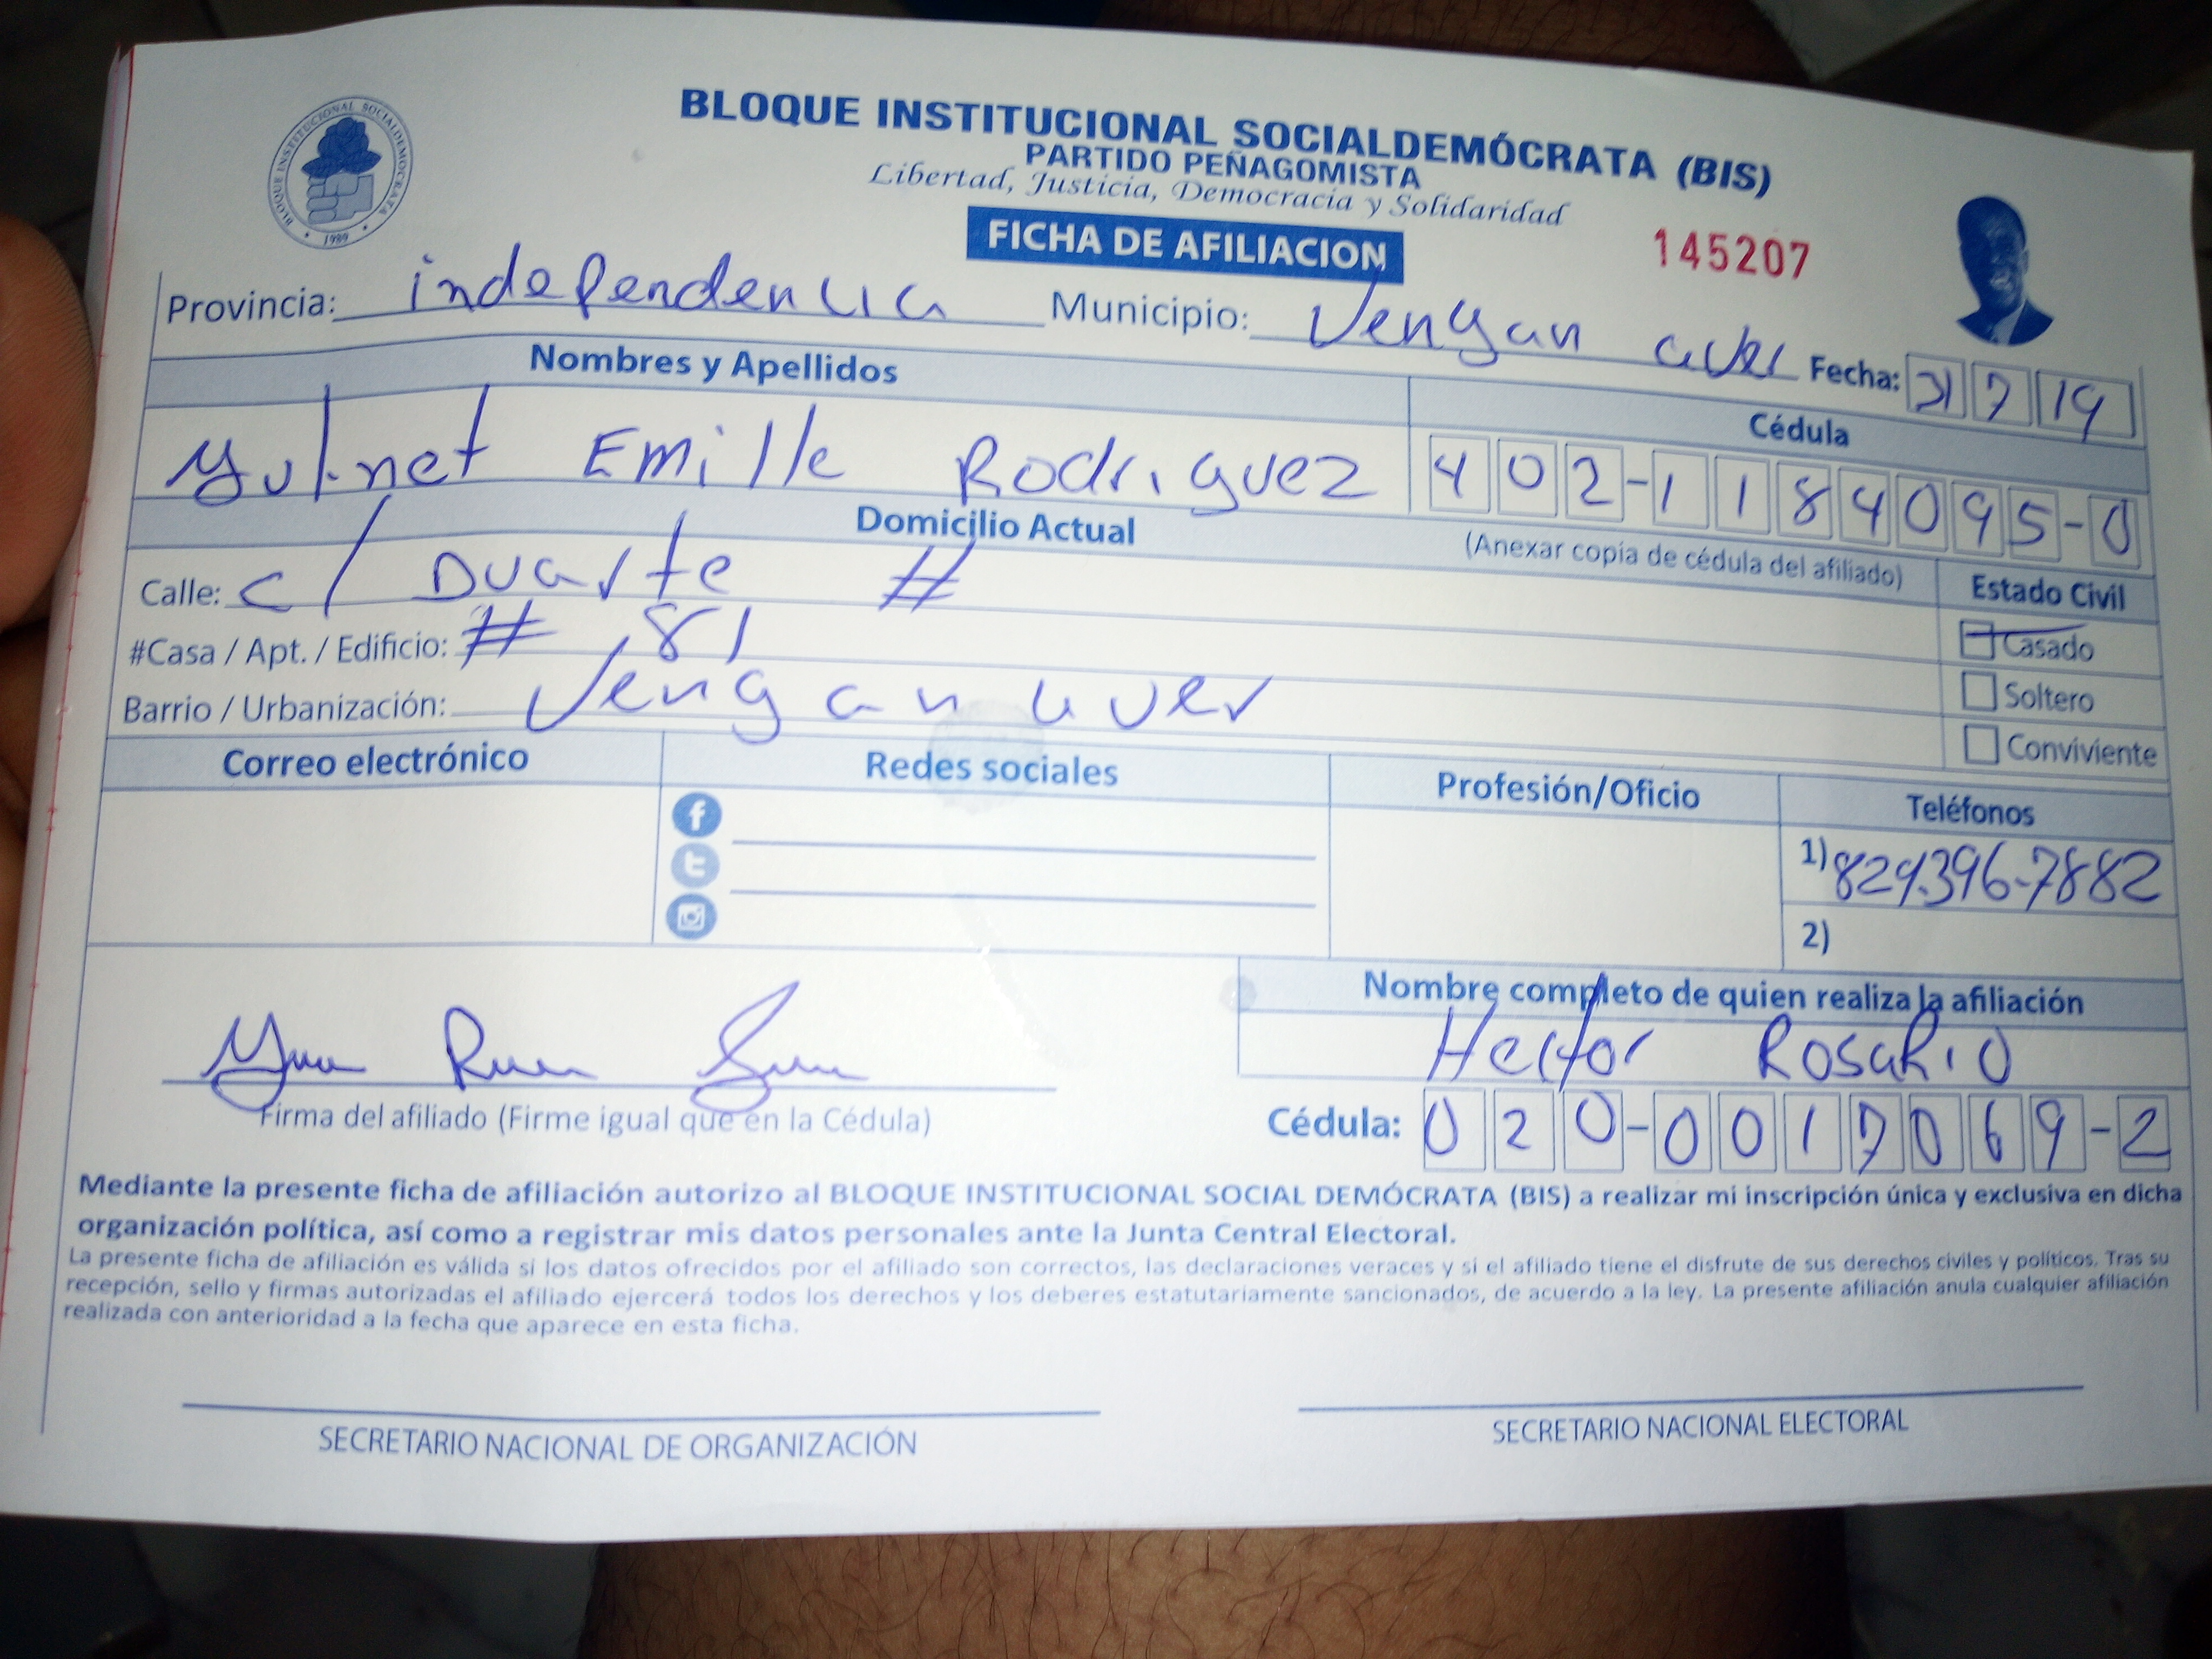 BLOQUE INSTITUCIONAL SOCIALDEMÓCRATA (BIS)
PARTIDO PEÑAGOMISTA
Libertad, Justicia, Democracia y Solidaridad
FICHA DE AFILIACION
145207
BLOQUE INSTITUCIONAL SOCIALDEMOCRATA
1989
Provincia: independencia Municipio: Vengan aver Fecha: 31 7 19
Nombres y Apellidos Cédula
Emille Rodriguez 402-1184095-0
Domicilio Actual (Anexar copia de cédula del afiliado)
Calle: c/ Duarte #
#Casa / Apt. / Edificio: # 81
Barrio / Urbanización: Vengan aver
Estado Civil
Casado
Soltero
Conviviente
Correo electrónico Redes sociales Profesión/Oficio Teléfonos
1) 829-396-7882
2)
Nombre completo de quien realiza la afiliación
Hector RosaRio
Firma del afiliado (Firme igual que en la Cédula)
Cédula: 020-0017069-2
Mediante la presente ficha de afiliación autorizo al BLOQUE INSTITUCIONAL SOCIAL DEMÓCRATA (BIS) a realizar mi inscripción única y exclusiva en dicha
organización política, así como a registrar mis datos personales ante la Junta Central Electoral.
La presente ficha de afiliación es válida si los datos ofrecidos por el afiliado son correctos, las declaraciones veraces y si el afiliado tiene el disfrute de sus derechos civiles y políticos. Tras su
recepción, sello y firmas autorizadas el afiliado ejercerá todos los derechos y los deberes estatutariamente sancionados, de acuerdo a la ley. La presente afiliación anula cualquier afiliación
realizada con anterioridad a la fecha que aparece en esta ficha.
SECRETARIO NACIONAL DE ORGANIZACIÓN
SECRETARIO NACIONAL ELECTORAL